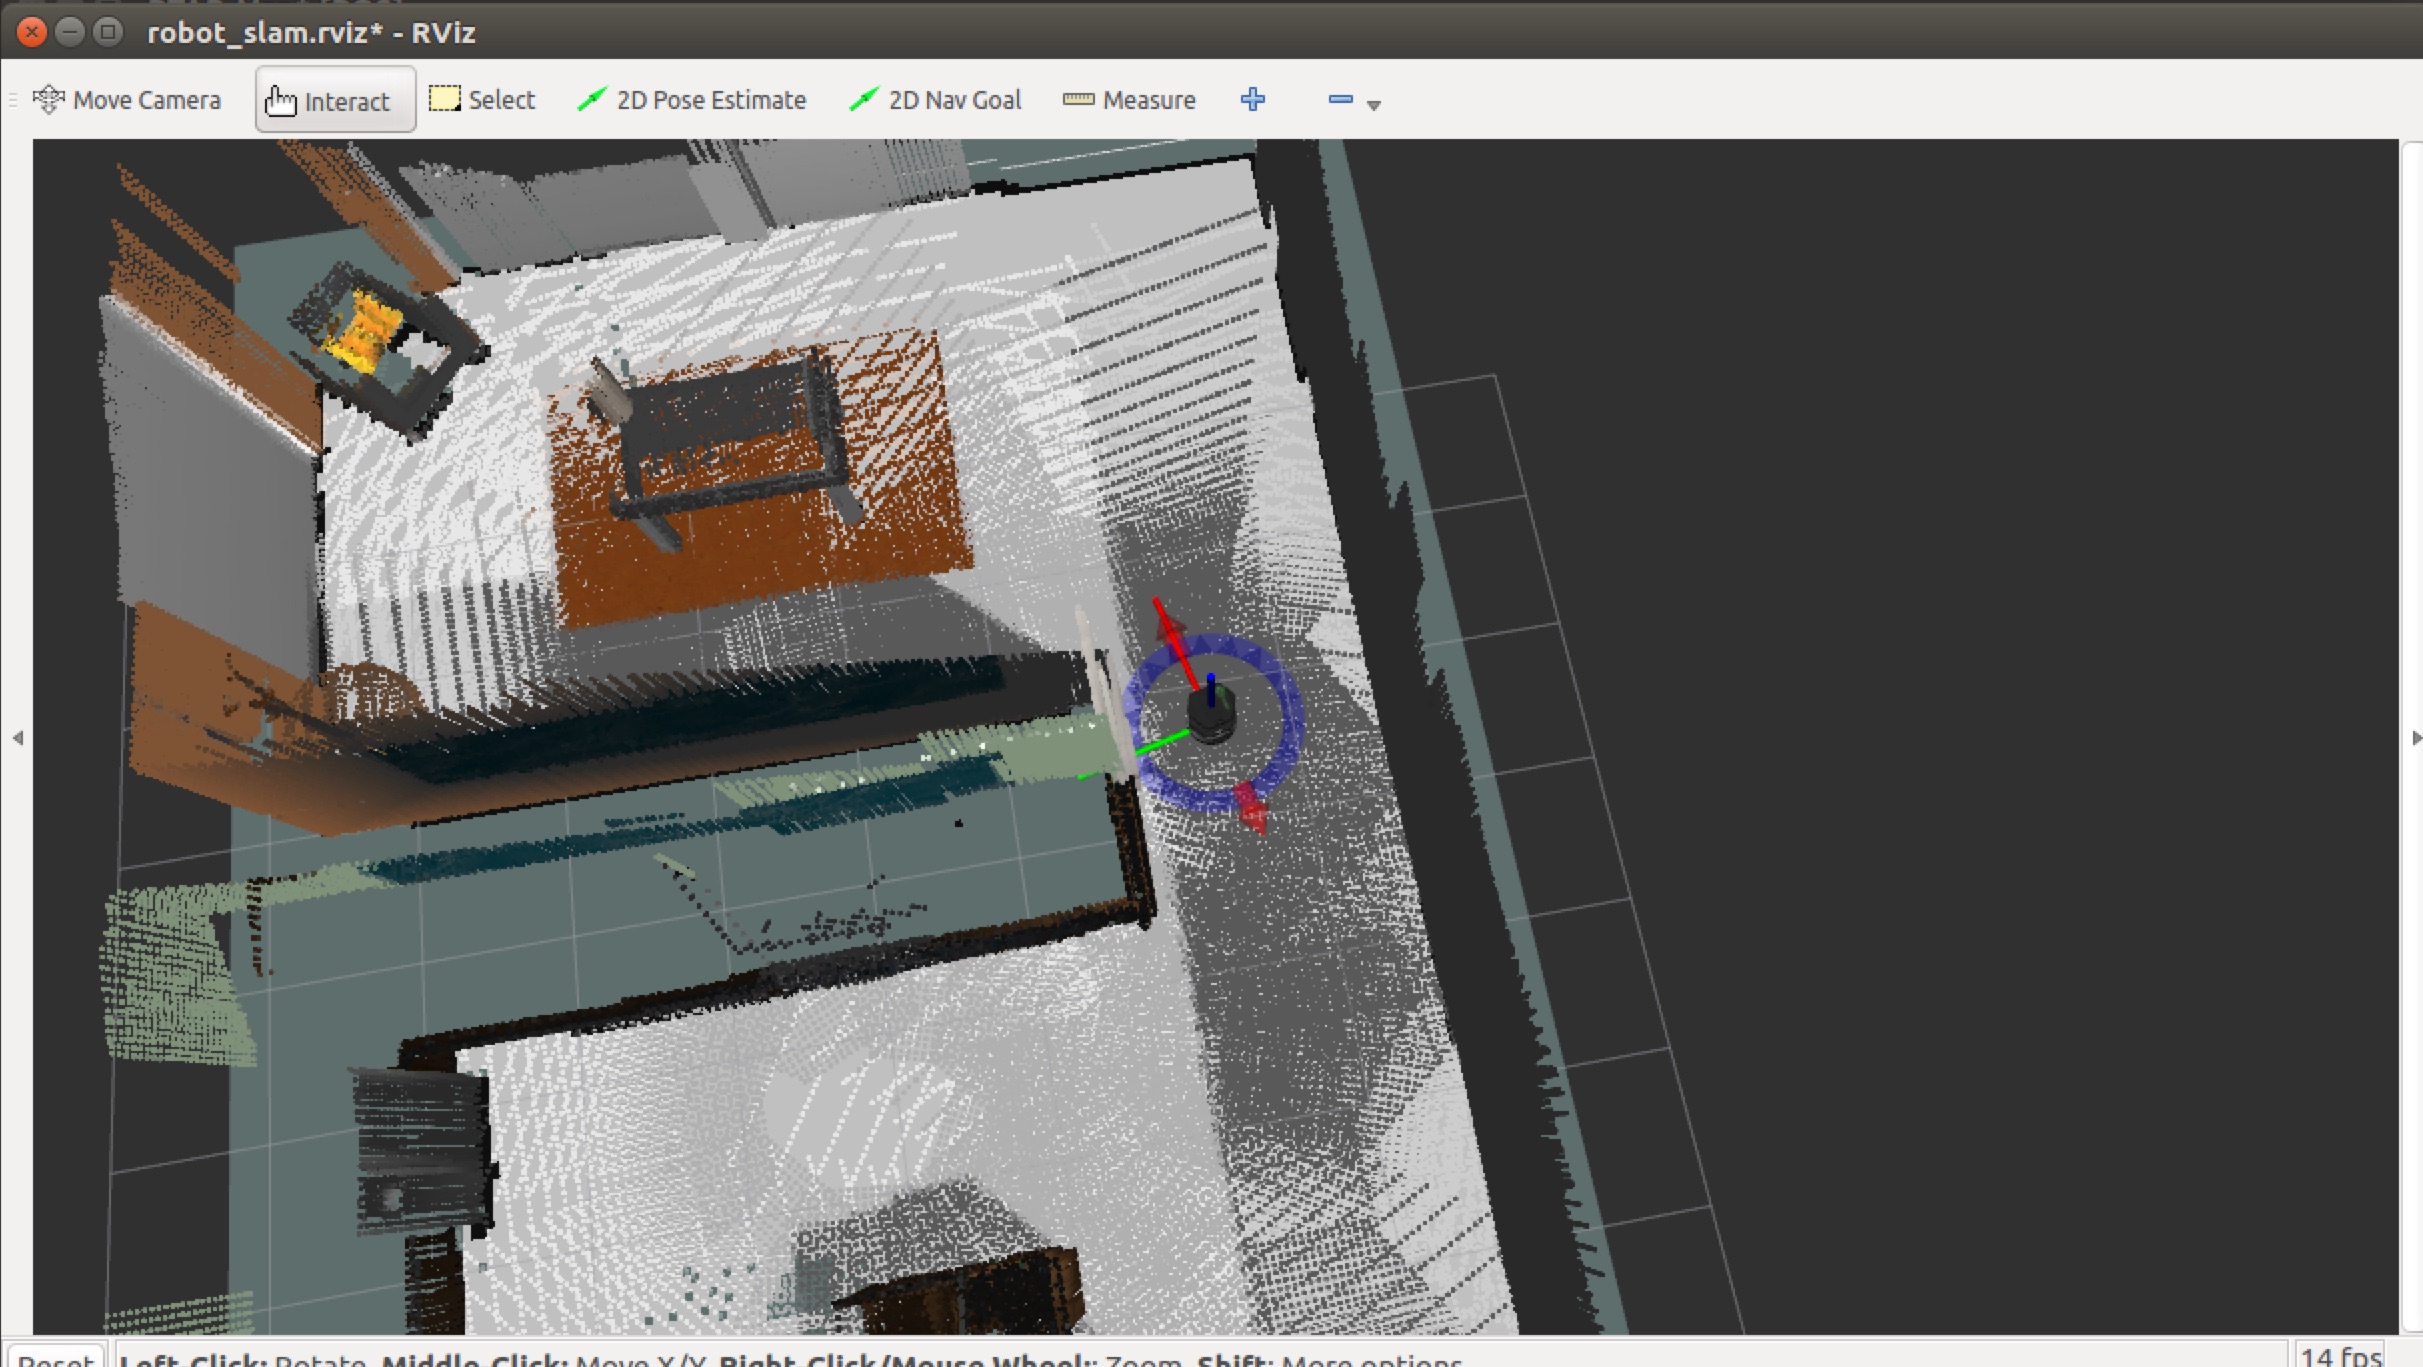 robot_slam.rviz* - RViz
Move Camera Interact Select 2D Pose Estimate 2D Nav Goal Measure
Reset Left-Click: Rotate. Middle-Click: Move X/Y. Right-Click/Mouse Wheel:: Zoom. Shift: More options. 14 fps